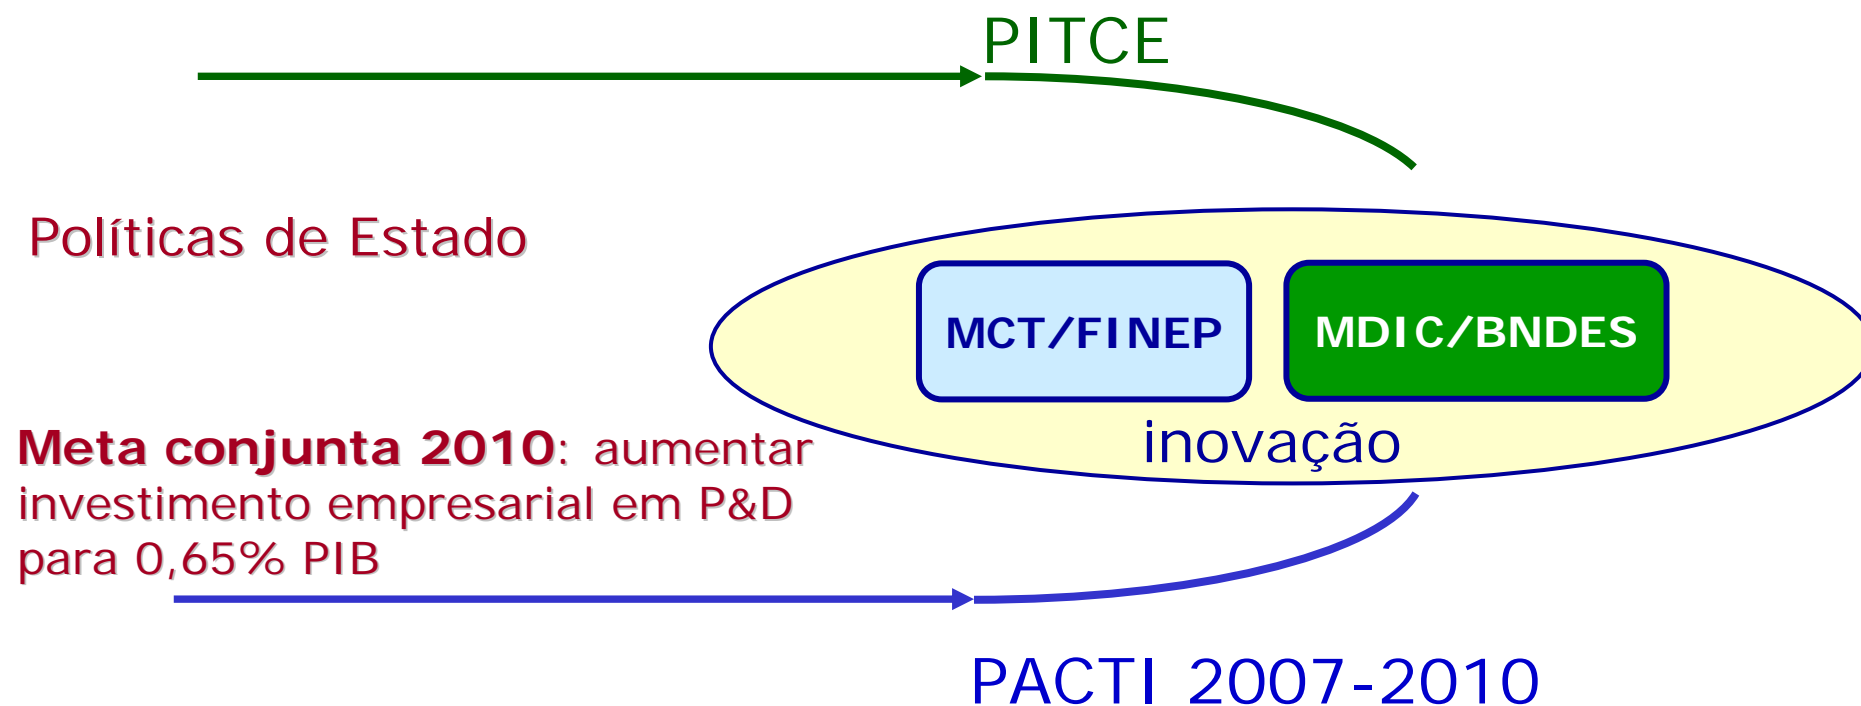 PITCE
Políticas de Estado
MCT/FINEP
MDIC/BNDES
inovação
Meta conjunta 2010: aumentar
investimento empresarial em P&D
para 0,65% PIB
PACTI 2007-2010